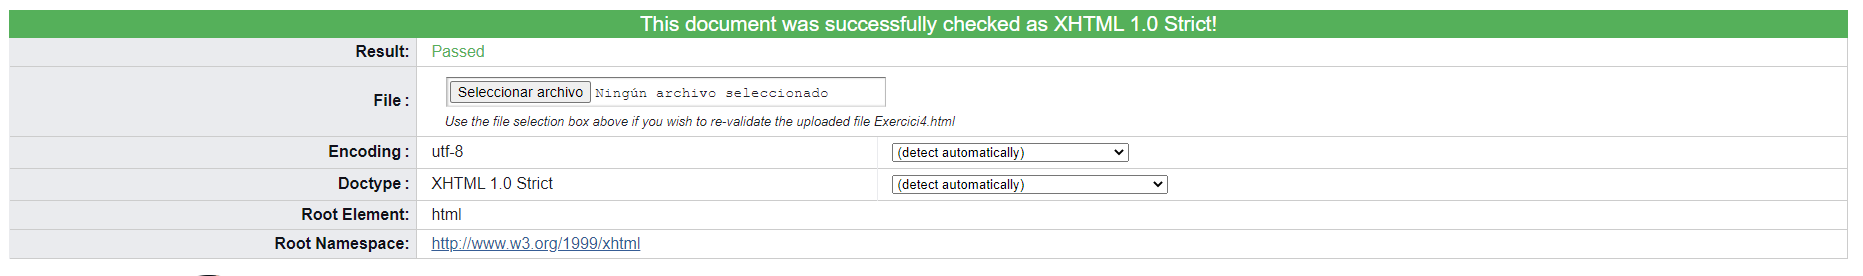 This document was successfully checked as XHTML 1.0 Strict!
Result: Passed
File : Seleccionar archivo Ningún archivo seleccionado
Use the file selection box above if you wish to re-validate the uploaded file Exercici4.html
Encoding : utf-8 (detect automatically)
Doctype : XHTML 1.0 Strict (detect automatically)
Root Element: html
Root Namespace: http://www.w3.org/1999/xhtml